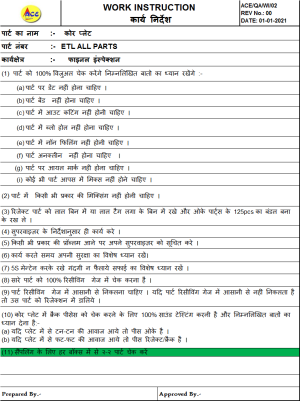 ACE
WORK INSTRUCTION
कार्य निर्देश
ACE/QA/WI/02
REV No.: 00
DATE: 01-01-2021
पार्ट का नाम :- कोर प्लेट
पार्ट नंबर :- ETL ALL PARTS
कार्यक्षेत्र :- फाइनल इंस्पेक्शन
(1) पार्ट को 100% विजुअल चेक करेंगे निम्नलिखित बातो का ध्यान रखेंगे :-
(a) पार्ट पर डेंट नहीं होना चाहिए ।
(b) पार्ट बेंड नहीं होना चाहिए ।
(c) पार्ट में आउट कटिंग नहीं होनी चाहिए ।
(d) पार्ट में ब्लो होल नहीं होना चाहिए ।
(e) पार्ट में नॉन फिलिंग नहीं होनी चाहिए ।
(f) पार्ट अनक्लीन नहीं होना चाहिए ।
(g) पार्ट पर आयल मार्क नहीं होना चाहिए ।
(i) कोई भी पार्ट आपस में मिक्स नहीं होने चाहिए ।
(2) पार्ट में किसी भी प्रकार की मिक्सिंग नहीं होनी चाहिए ।
(3) रिजेक्ट पार्ट को लाल बिन में या लाल टैग लगा के बिन में रखे और ओके पार्ट्स के 125pcs का बंडल बना
के रख ले ।
(4) सुपरवाइजर के निर्देशानुसार ही कार्य करे ।
(5) किसी भी प्रकार की प्रॉब्लम आने पर अपने सुपरवाइजर को सूचित करे ।
(6) कार्य करते समय अपनी सुरक्षा का विशेष ध्यान रखे।
(7) 5S मेन्टेन करके रखे गंदगी न फैलाये सफाई का विशेष ध्यान रखे ।
(8) सारे पार्ट को 100% रिसीविंग गेज में चेक करना है ।
(9) पार्ट रिसीविंग गेज में आसानी से निकलना चाहिए । यदि पार्ट रिसीविंग गेज में आसानी से नहीं निकलता है
तो उस पार्ट को रिजेक्शन में डालिये ।
(10) कोर प्लेट में क्रैक पीसेस को चेक करने के लिए 100% साउंड टेस्टिंग करनी है और निम्नलिखित बातों का
ध्यान देना है:-
(a) यदि प्लेट में से टन-टन की आवाज आये तो पीस ओके है ।
(b) यदि प्लेट से फट-फट की आवाज आये तो पीस रिजेक्ट/क्रैक है ।
(11) सैंपलिंग के लिए हर बॉक्स में से २-२ पार्ट चेक करे
Prepared By.-
Approved By.-